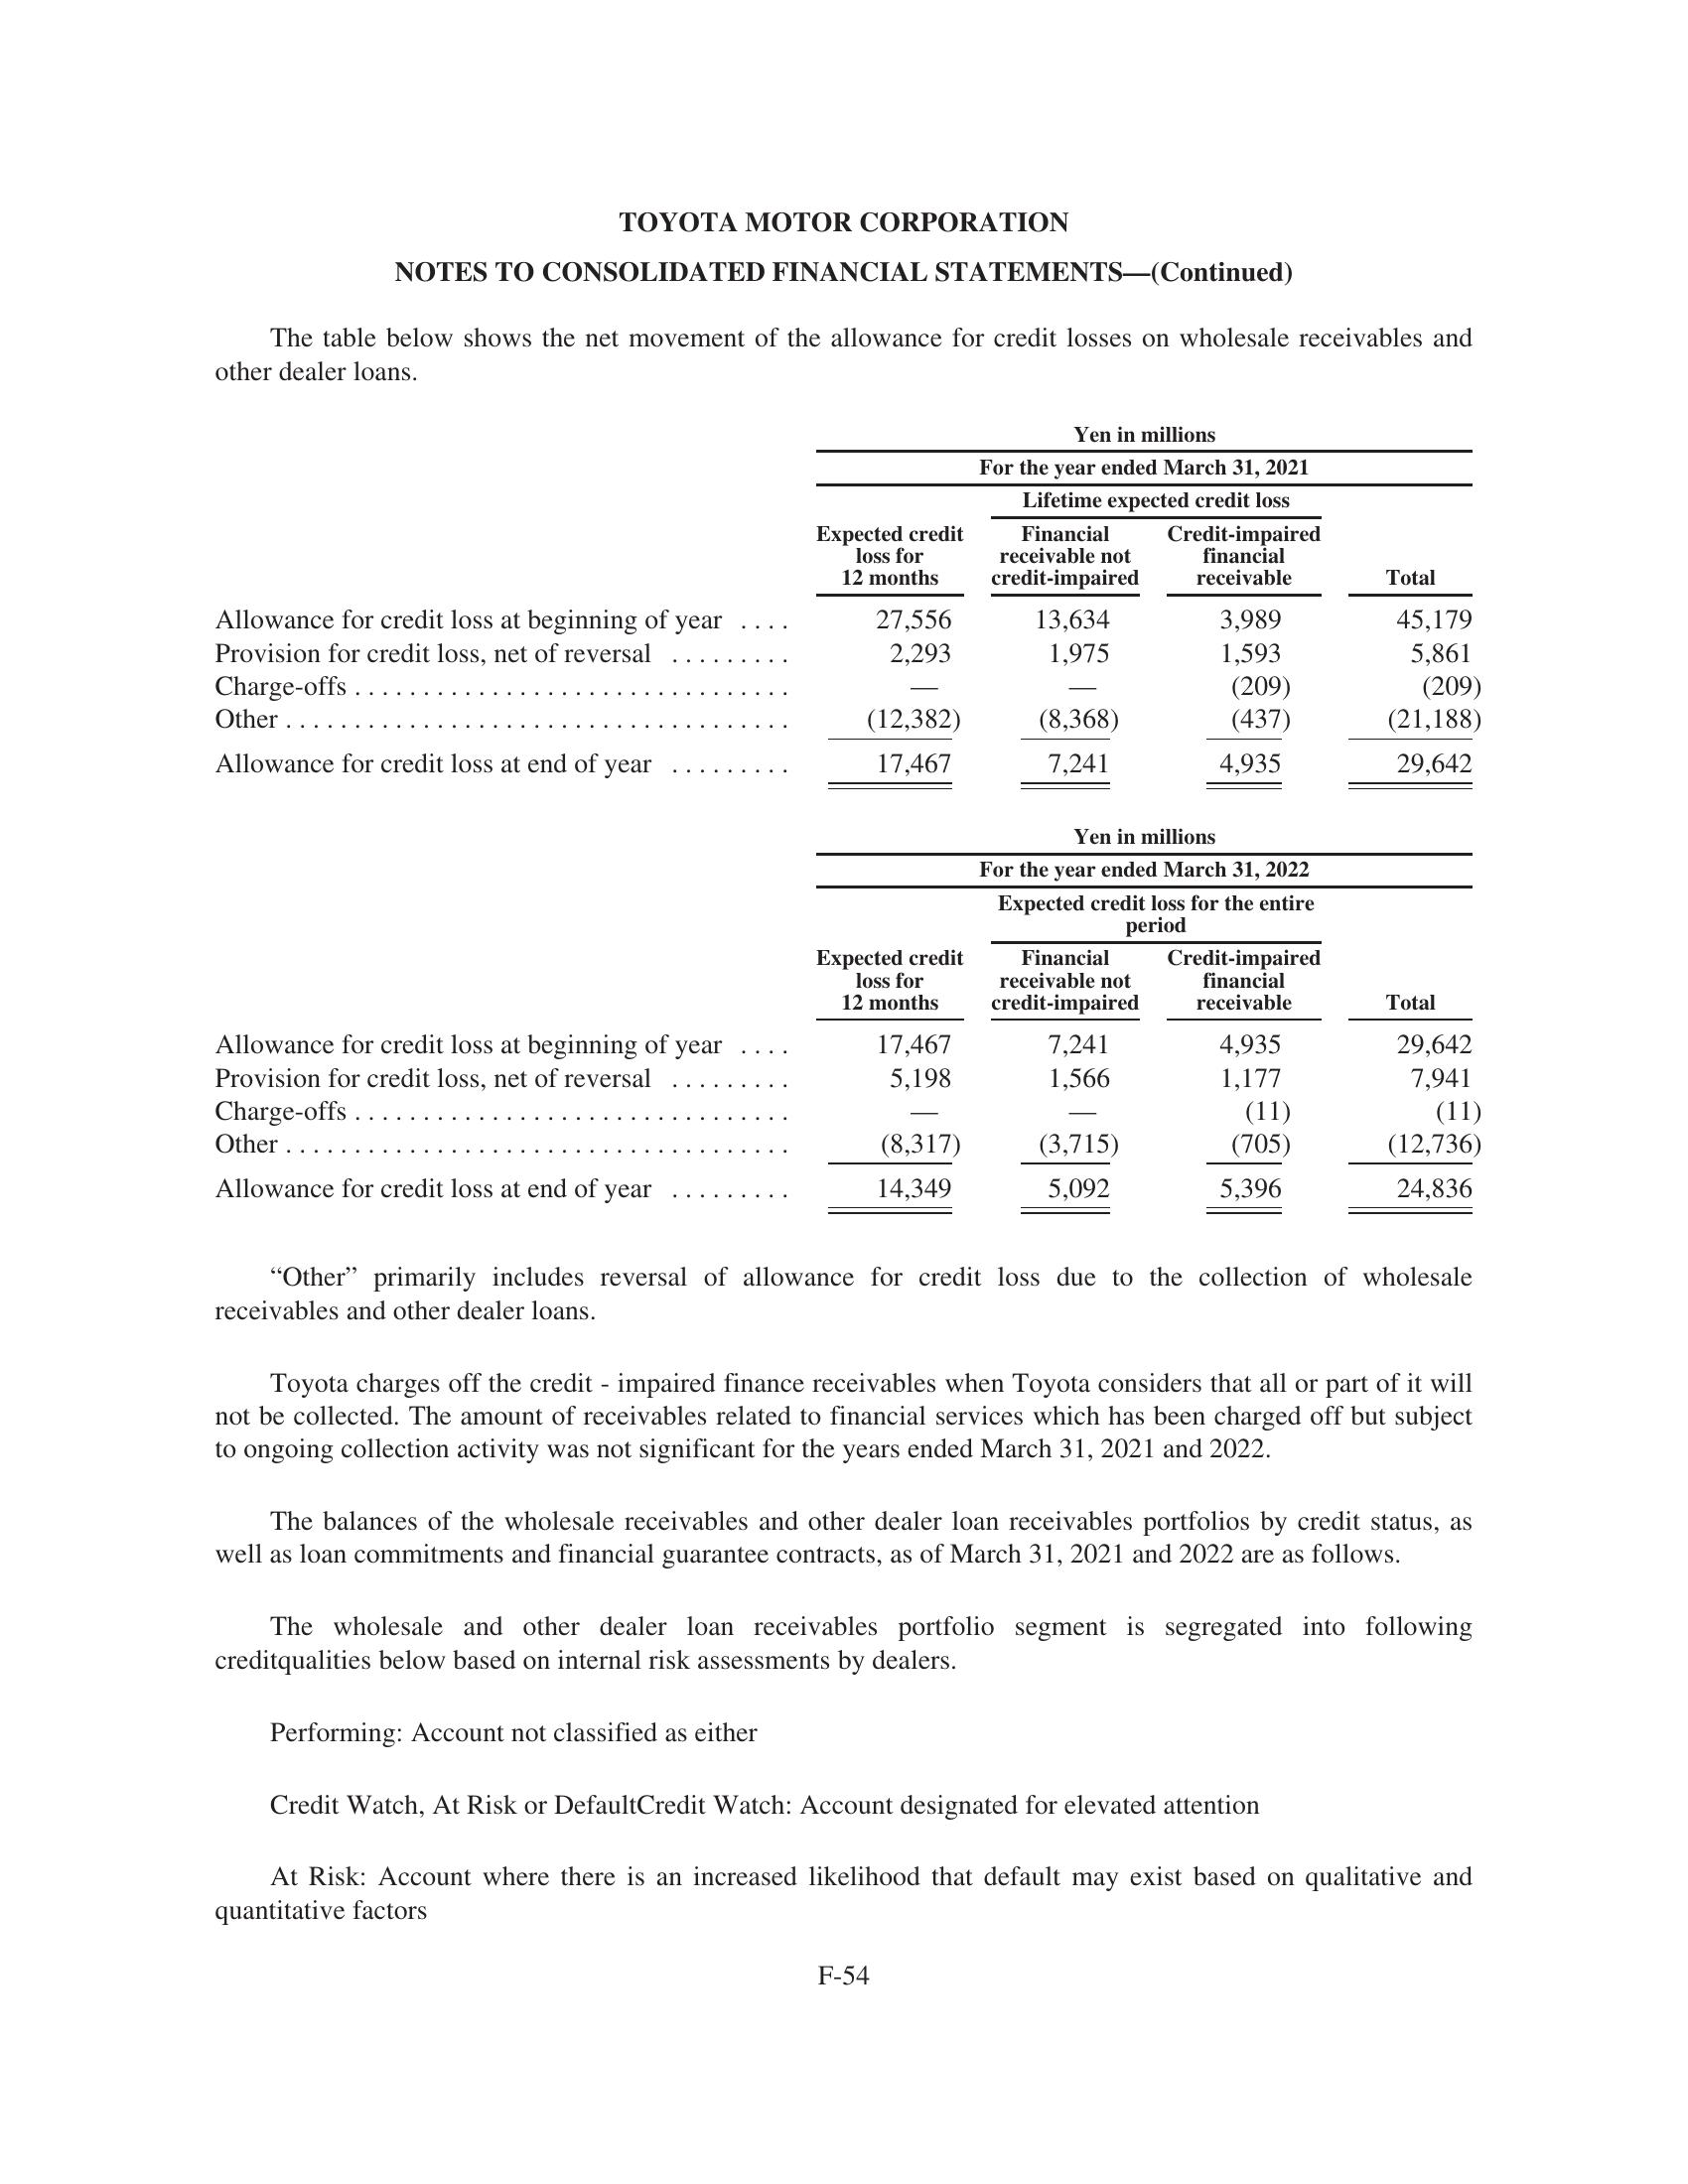 TOYOTA MOTOR CORPORATION
NOTES TO CONSOLIDATED FINANCIAL STATEMENTS—(Continued)
The table below shows the net movement of the allowance for credit losses on wholesale receivables and
other dealer loans.
Yen in millions
For the year ended March 31, 2021
Lifetime expected credit loss
Expected credit Financial Credit-impaired
loss for receivable not financial
12 months credit-impaired receivable Total
Allowance for credit loss at beginning of year .... 27,556 13,634 3,989 45,179
Provision for credit loss, net of reversal ......... 2,293 1,975 1,593 5,861
Charge-offs ................................ — — (209) (209)
Other ..................................... (12,382) (8,368) (437) (21,188)
Allowance for credit loss at end of year ......... 17,467 7,241 4,935 29,642
Yen in millions
For the year ended March 31, 2022
Expected credit loss for the entire
period
Expected credit Financial Credit-impaired
loss for receivable not financial
12 months credit-impaired receivable Total
Allowance for credit loss at beginning of year .... 17,467 7,241 4,935 29,642
Provision for credit loss, net of reversal ......... 5,198 1,566 1,177 7,941
Charge-offs ................................ — — (11) (11)
Other ..................................... (8,317) (3,715) (705) (12,736)
Allowance for credit loss at end of year ......... 14,349 5,092 5,396 24,836
“Other” primarily includes reversal of allowance for credit loss due to the collection of wholesale
receivables and other dealer loans.
Toyota charges off the credit - impaired finance receivables when Toyota considers that all or part of it will
not be collected. The amount of receivables related to financial services which has been charged off but subject
to ongoing collection activity was not significant for the years ended March 31, 2021 and 2022.
The balances of the wholesale receivables and other dealer loan receivables portfolios by credit status, as
well as loan commitments and financial guarantee contracts, as of March 31, 2021 and 2022 are as follows.
The wholesale and other dealer loan receivables portfolio segment is segregated into following
creditqualities below based on internal risk assessments by dealers.
Performing: Account not classified as either
Credit Watch, At Risk or DefaultCredit Watch: Account designated for elevated attention
At Risk: Account where there is an increased likelihood that default may exist based on qualitative and
quantitative factors
F-54